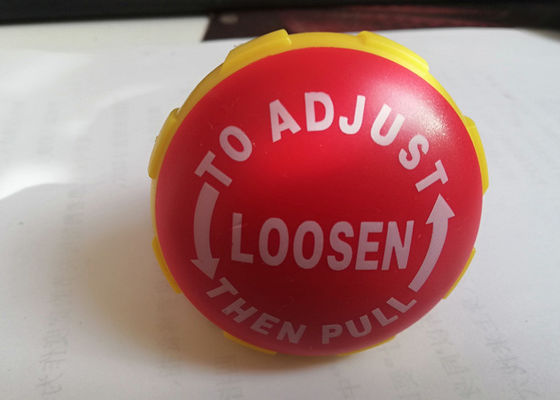 TO ADJUST
LOOSEN
THEN PULL